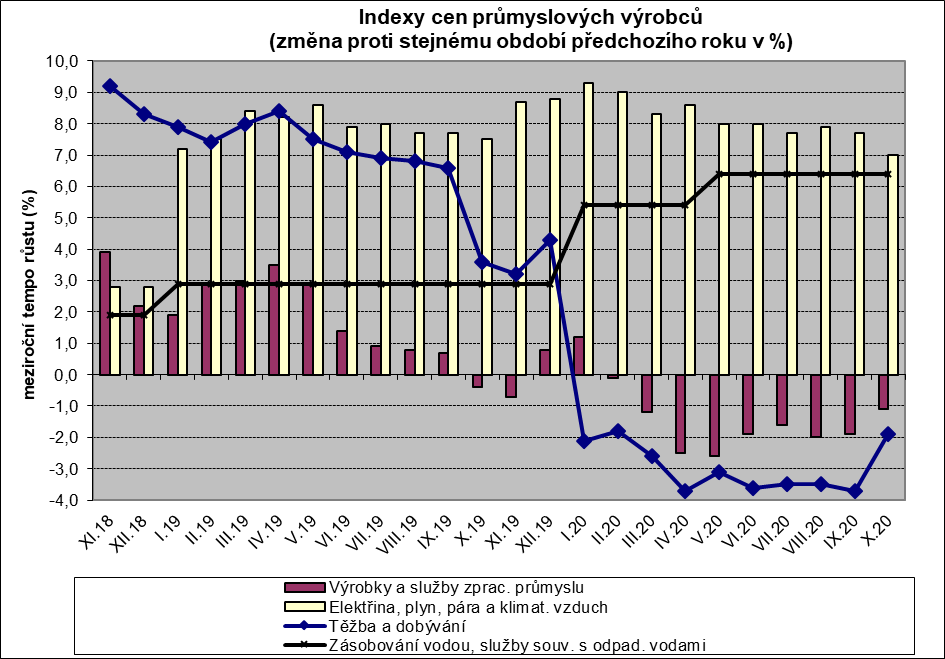 Indexy cen průmyslových výrobců
(změna proti stejnému období předchozího roku v %)
meziroční tempo růstu (%)
10,0
9,0
8,0
7,0
6,0
5,0
4,0
3,0
2,0
1,0
0,0
-1,0
-2,0
-3,0
-4,0
XI.18
XII.18
I.19
II.19
III.19
IV.19
V.19
VI.19
VII.19
VIII.19
IX.19
X.19
XI.19
XII.19
I.20
II.20
III.20
IV.20
V.20
VI.20
VII.20
VIII.20
IX.20
X.20
Výrobky a služby zprac. průmyslu
Elektřina, plyn, pára a klimat. vzduch
Těžba a dobývání
Zásobování vodou, služby souv. s odpad. vodami